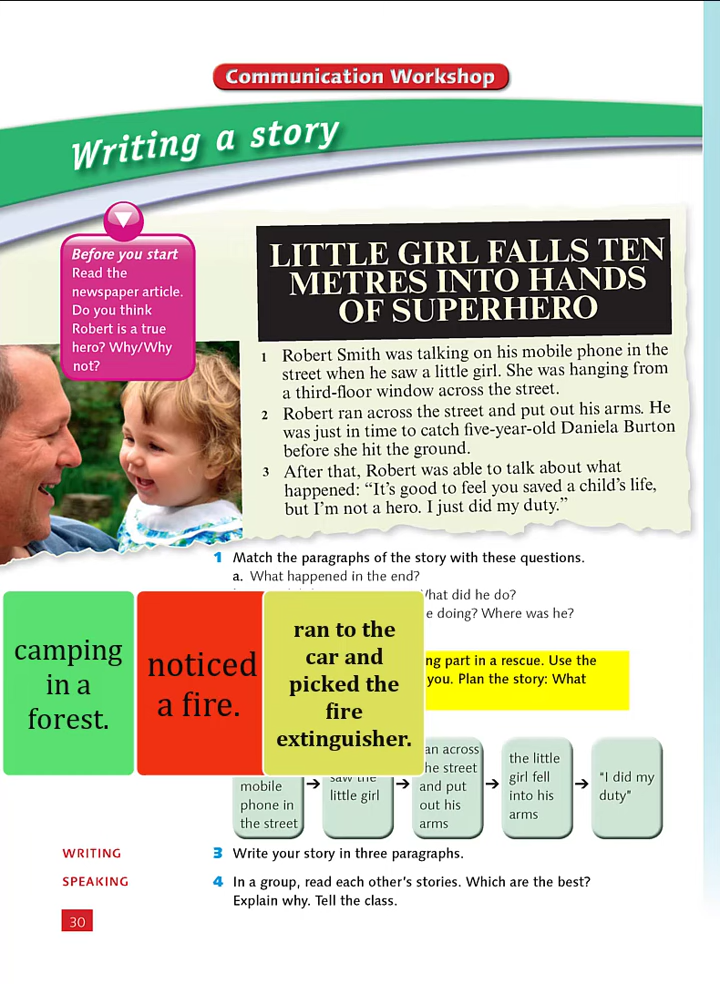 Communication Workshop
Writing a story
Before you start
Read the
newspaper article.
Do you think
Robert is a true
hero? Why/Why
not?
LITTLE GIRL FALLS TEN
METRES INTO HANDS
OF SUPERHERO
1 Robert Smith was talking on his mobile phone in the
street when he saw a little girl. She was hanging from
a third-floor window across the street.
2 Robert ran across the street and put out his arms. He
was just in time to catch five-year-old Daniela Burton
before she hit the ground.
3 After that, Robert was able to talk about what
happened: “It’s good to feel you saved a child’s life,
but I’m not a hero. I just did my duty.”
1 Match the paragraphs of the story with these questions.
a. What happened in the end?
What did he do?
e doing? Where was he?
camping
in a
forest.
noticed
a fire.
ran to the
car and
picked the
fire
extinguisher.
ng part in a rescue. Use the
you. Plan the story: What
mobile
phone in
the street
saw the
little girl
an across
the street
and put
out his
arms
the little
girl fell
into his
arms
“I did my
duty”
WRITING
3 Write your story in three paragraphs.
SPEAKING
4 In a group, read each other’s stories. Which are the best?
Explain why. Tell the class.
30